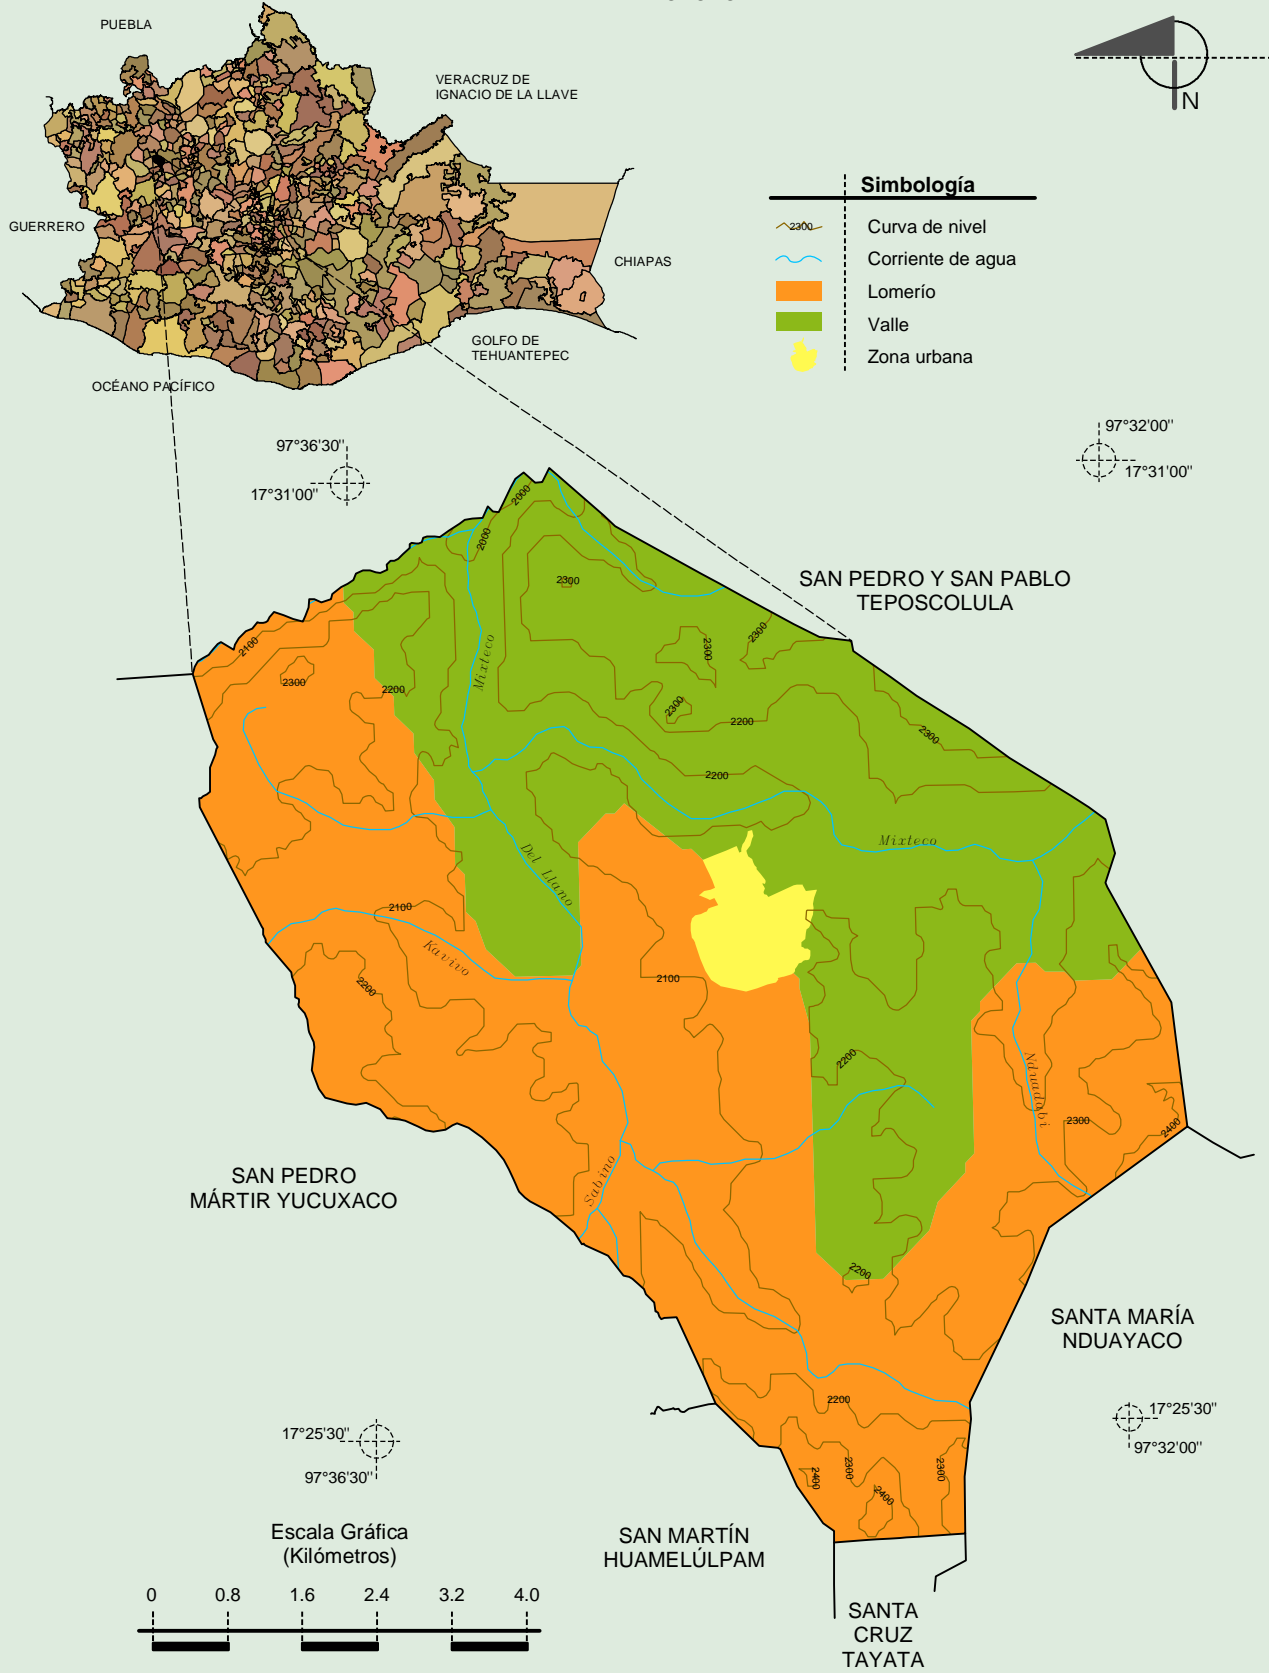 PUEBLA
VERACRUZ DE
IGNACIO DE LA LLAVE
N
GUERRERO
CHIAPAS
GOLFO DE
TEHUANTEPEC
OCÉANO PACÍFICO
Simbología
2300
Curva de nivel
Corriente de agua
Lomerío
Valle
Zona urbana
97°36'30"
17°31'00"
97°32'00"
17°31'00"
SAN PEDRO Y SAN PABLO
TEPOSCOLULA
2000
2000
2300
2100
2300
2200
Mixteco
2300
2300
2300
2200
2300
2200
Mixteco
Del Llano
2100
Kavivo
2200
2100
2200
Nduadubi
2300
2400
SAN PEDRO
MÁRTIR YUCUXACO
Sabino
2200
SANTA MARÍA
NDUAYACO
2200
2400
2300
2400
2300
17°25'30"
97°36'30"
17°25'30"
97°32'00"
SAN MARTÍN
HUAMELÚLPAM
SANTA
CRUZ
TAYATA
Escala Gráfica
(Kilómetros)
0 0.8 1.6 2.4 3.2 4.0